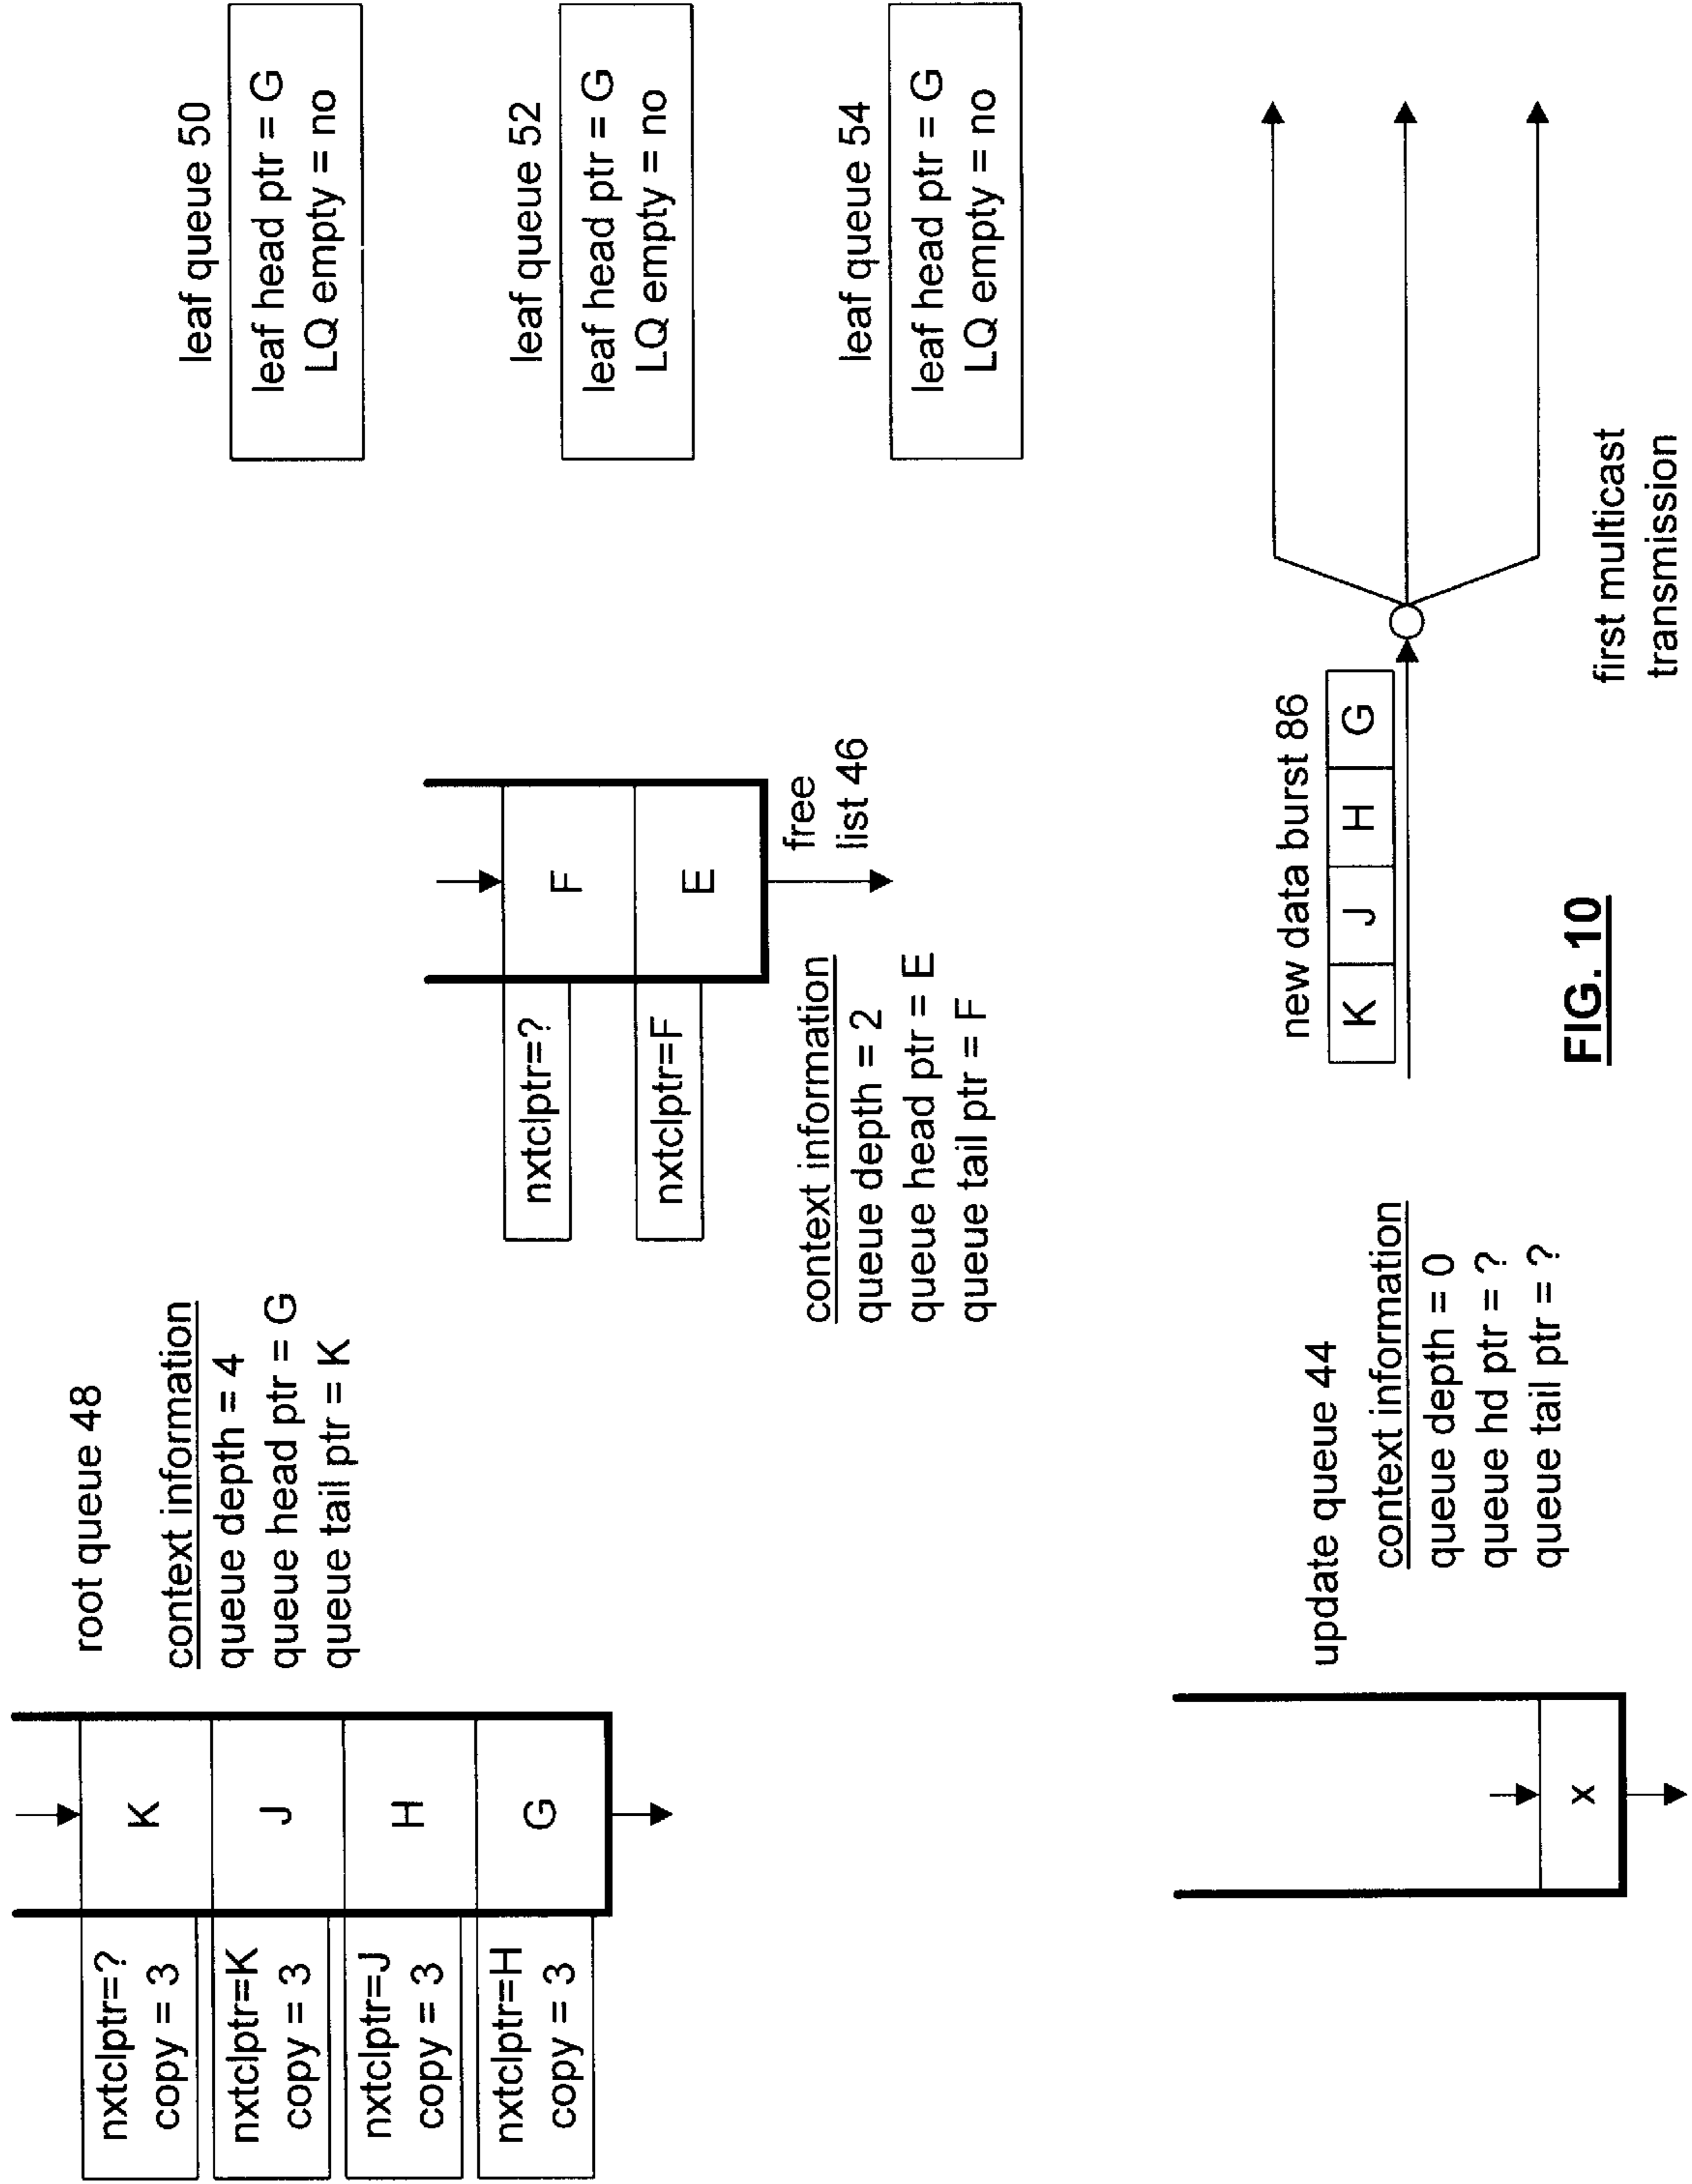 root queue 48
context information
queue depth = 4
queue head ptr = G
queue tail ptr = K
nxtclptr=?
copy = 3
K
nxtclptr=K
copy = 3
J
nxtclptr=J
copy = 3
H
nxtclptr=H
copy = 3
G
nxtclptr=?
F
nxtclptr=F
E
free
list 46
context information
queue depth = 2
queue head ptr = E
queue tail ptr = F
leaf queue 50
leaf head ptr = G
LQ empty = no
leaf queue 52
leaf head ptr = G
LQ empty = no
leaf queue 54
leaf head ptr = G
LQ empty = no
update queue 44
context information
queue depth = 0
queue hd ptr = ?
queue tail ptr = ?
x
new data burst 86
K J H G
first multicast
transmission
FIG. 10